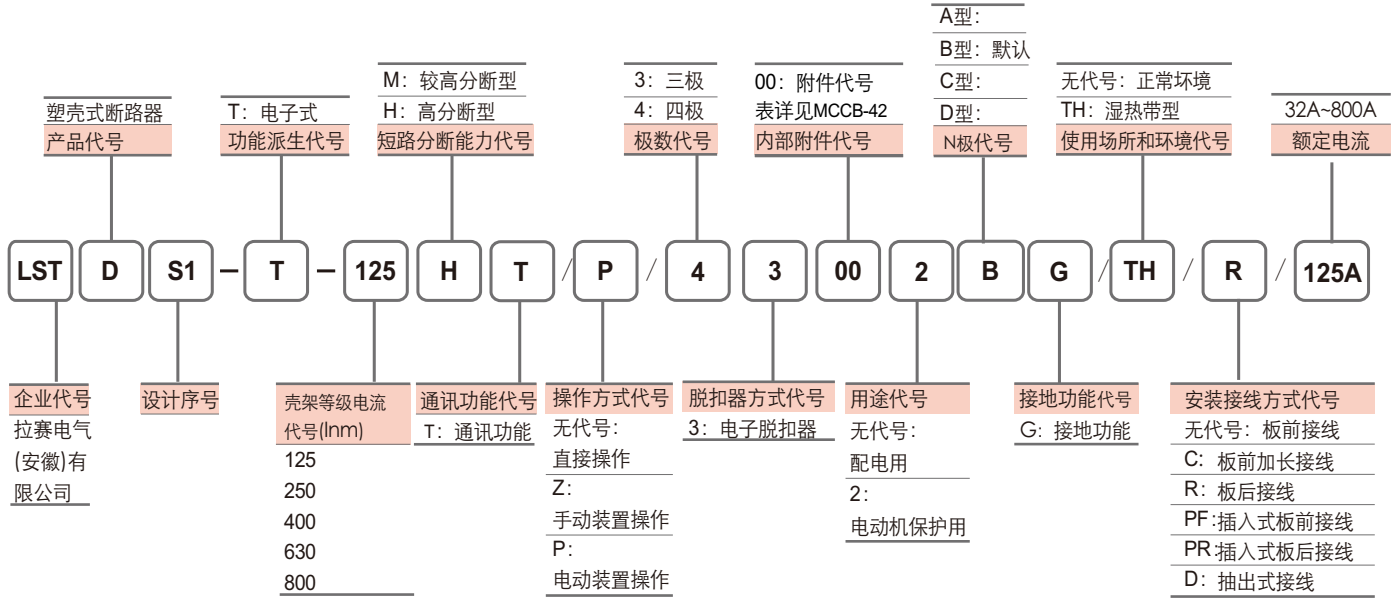 塑壳式断路器
产品代号
T：电子式
功能派生代号
M：较高分断型
H：高分断型
短路分断能力代号
3：三极
4：四极
极数代号
00：附件代号
表详见MCCB-42
内部附件代号
A型：
B型：默认
C型：
D型：
N极代号
无代号：正常坏境
TH：湿热带型
使用场所和环境代号
32A~800A
额定电流
LST D S1 – T – 125 H T / P / 4 3 00 2 B G / TH / R / 125A
企业代号
拉赛电气
(安徽)有
限公司
设计序号
壳架等级电流
代号(Inm)
125
250
400
630
800
通讯功能代号
T：通讯功能
操作方式代号
无代号：
直接操作
Z：
手动装置操作
P：
电动装置操作
脱扣器方式代号
3：电子脱扣器
用途代号
无代号：
配电用
2：
电动机保护用
接地功能代号
G：接地功能
安装接线方式代号
无代号：板前接线
C：板前加长接线
R：板后接线
PF:插入式板前接线
PR:插入式板后接线
D：抽出式接线